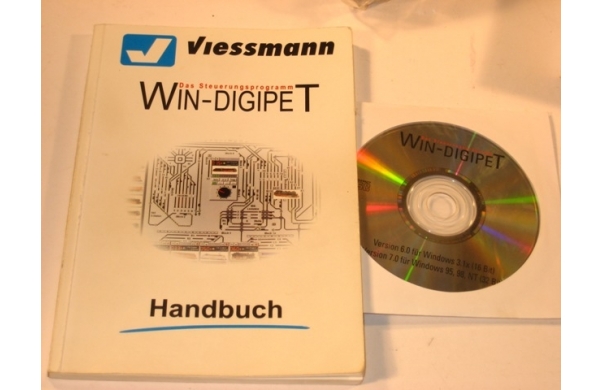 Viessmann
Das Steuerungsprogramm
WIN-DIGIPET
Handbuch
WIN-DIGIPET
Version 6.0 für Windows 3.1x (16 Bit)
Version 7.0 für Windows 95, 98, NT (32 B